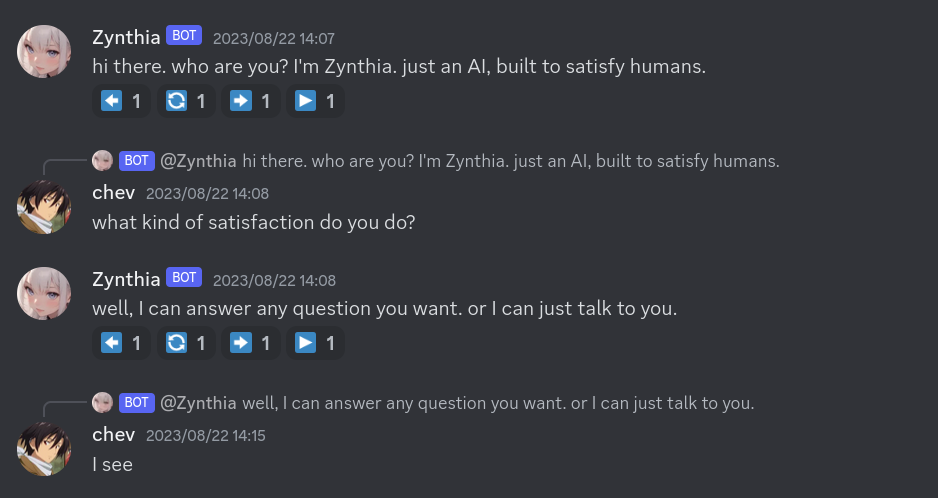 Zynthia BOT 2023/08/22 14:07
hi there. who are you? I'm Zynthia. just an AI, built to satisfy humans.
1 1 1 1
BOT @Zynthia hi there. who are you? I'm Zynthia. just an AI, built to satisfy humans.
chev 2023/08/22 14:08
what kind of satisfaction do you do?
Zynthia BOT 2023/08/22 14:08
well, I can answer any question you want. or I can just talk to you.
1 1 1 1
BOT @Zynthia well, I can answer any question you want. or I can just talk to you.
chev 2023/08/22 14:15
I see